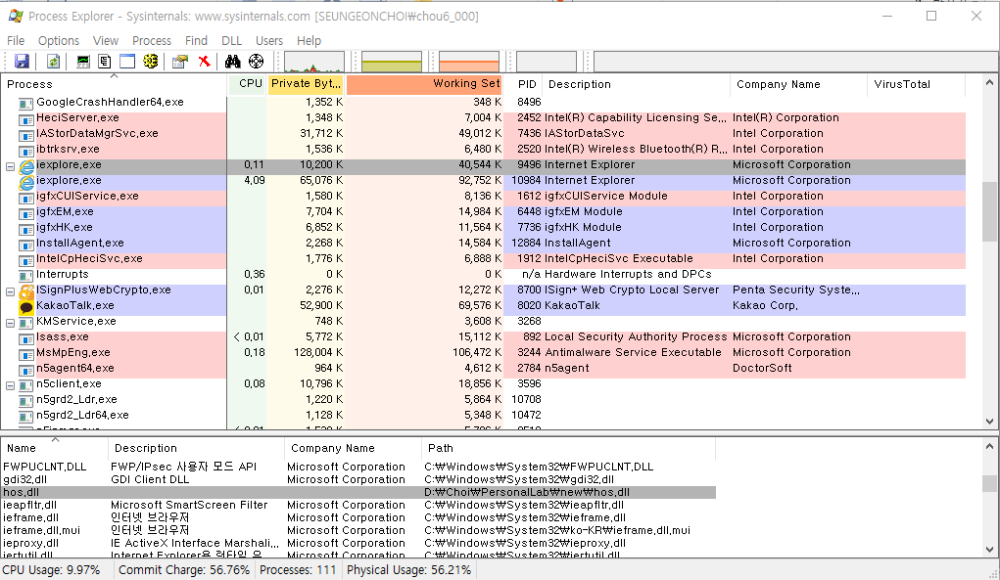 Process Explorer - Sysinternals: www.sysinternals.com [SEUNGEONCHOI₩chou6_000]
File Options View Process Find DLL Users Help
Process CPU Private Byt,,, Working Set PID Description Company Name VirusTotal
GoogleCrashHandler64,exe 1,352 K 348 K 8496
HeciServer,exe 1,348 K 7,004 K 2452 Intel(R) Capability Licensing Se,,, Intel(R) Corporation
IAStorDataMgrSvc,exe 31,712 K 49,012 K 7436 IAStorDataSvc Intel Corporation
ibtrksrv,exe 1,536 K 6,480 K 2520 Intel(R) Wireless Bluetooth(R) R,,, Intel Corporation
iexplore,exe 0,11 10,200 K 40,544 K 9496 Internet Explorer Microsoft Corporation
iexplore,exe 4,09 65,076 K 92,752 K 10984 Internet Explorer Microsoft Corporation
igfxCUIService,exe 1,580 K 8,136 K 1612 igfxCUIService Module Intel Corporation
igfxEM,exe 7,704 K 14,984 K 6448 igfxEM Module Intel Corporation
igfxHK,exe 6,852 K 11,564 K 7736 igfxHK Module Intel Corporation
InstallAgent,exe 2,268 K 14,584 K 12884 InstallAgent Microsoft Corporation
IntelCpHeciSvc,exe 1,776 K 6,888 K 1912 IntelCpHeciSvc Executable Intel Corporation
Interrupts 0,36 0 K 0 K n/a Hardware Interrupts and DPCs
ISignPlusWebCrypto,exe 0,01 2,276 K 12,272 K 8700 ISign+ Web Crypto Local Server Penta Security Syste,,,
KakaoTalk,exe 52,900 K 69,576 K 8020 KakaoTalk Kakao Corp,
KMService,exe 748 K 3,608 K 3268
lsass,exe < 0,01 5,772 K 15,112 K 892 Local Security Authority Process Microsoft Corporation
MsMpEng,exe 0,18 128,004 K 106,472 K 3244 Antimalware Service Executable Microsoft Corporation
n5agent64,exe 964 K 4,612 K 2784 n5agent DoctorSoft
n5client,exe 0,08 10,796 K 18,856 K 3596
n5grd2_Ldr,exe 1,220 K 5,864 K 10708
n5grd2_Ldr64,exe 1,128 K 5,348 K 10472
Name Description Company Name Path
FWPUCLNT,DLL FWP/IPsec 사용자 모드 API Microsoft Corporation C:₩Windows₩System32₩FWPUCLNT,DLL
gdi32,dll GDI Client DLL Microsoft Corporation C:₩Windows₩System32₩gdi32,dll
hos,dll D:₩Choi₩PersonalLab₩new₩hos,dll
ieapfltr,dll Microsoft SmartScreen Filter Microsoft Corporation C:₩Windows₩System32₩ieapfltr,dll
ieframe,dll 인터넷 브라우저 Microsoft Corporation C:₩Windows₩System32₩ieframe,dll
ieframe,dll,mui 인터넷 브라우저 Microsoft Corporation C:₩Windows₩System32₩ko-KR₩ieframe,dll,mui
ieproxy,dll IE ActiveX Interface Marshali,,, Microsoft Corporation C:₩Windows₩System32₩ieproxy,dll
iertutil,dll Internet Explorer용 런타임 유 Microsoft Corporation C:₩Windows₩System32₩iertutil,dll
CPU Usage: 9.97% Commit Charge: 56.76% Processes: 111 Physical Usage: 56.21%